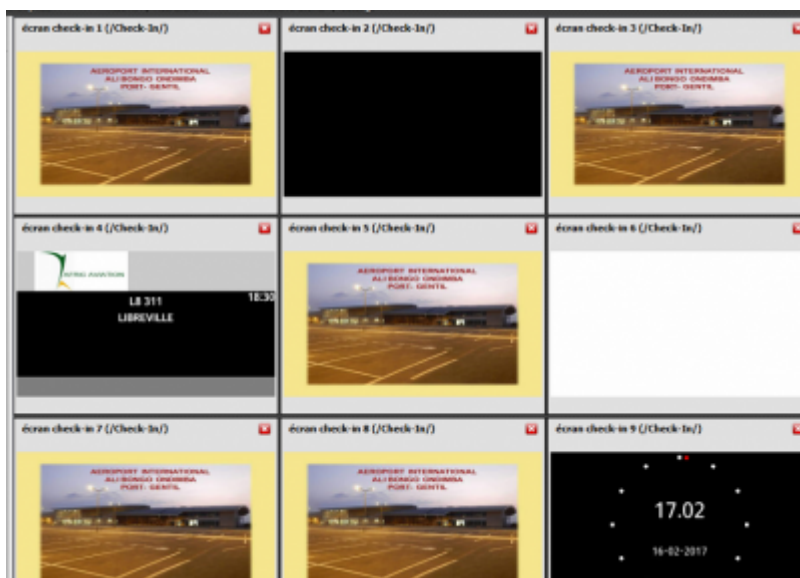 écran check-in 1 (/Check-In/)
écran check-in 2 (/Check-In/)
écran check-in 3 (/Check-In/)
AEROPORT INTERNATIONAL
ALI BONGO ONDIMBA
PORT- GENTIL
AEROPORT INTERNATIONAL
ALI BONGO ONDIMBA
PORT- GENTIL
écran check-in 4 (/Check-In/)
écran check-in 5 (/Check-In/)
écran check-in 6 (/Check-In/)
AVIATION
L8 311
18:30
LIBREVILLE
AEROPORT INTERNATIONAL
ALI BONGO ONDIMBA
PORT- GENTIL
écran check-in 7 (/Check-In/)
écran check-in 8 (/Check-In/)
écran check-in 9 (/Check-In/)
AEROPORT INTERNATIONAL
ALI BONGO ONDIMBA
PORT- GENTIL
AEROPORT INTERNATIONAL
ALI BONGO ONDIMBA
PORT- GENTIL
17.02
16-02-2017